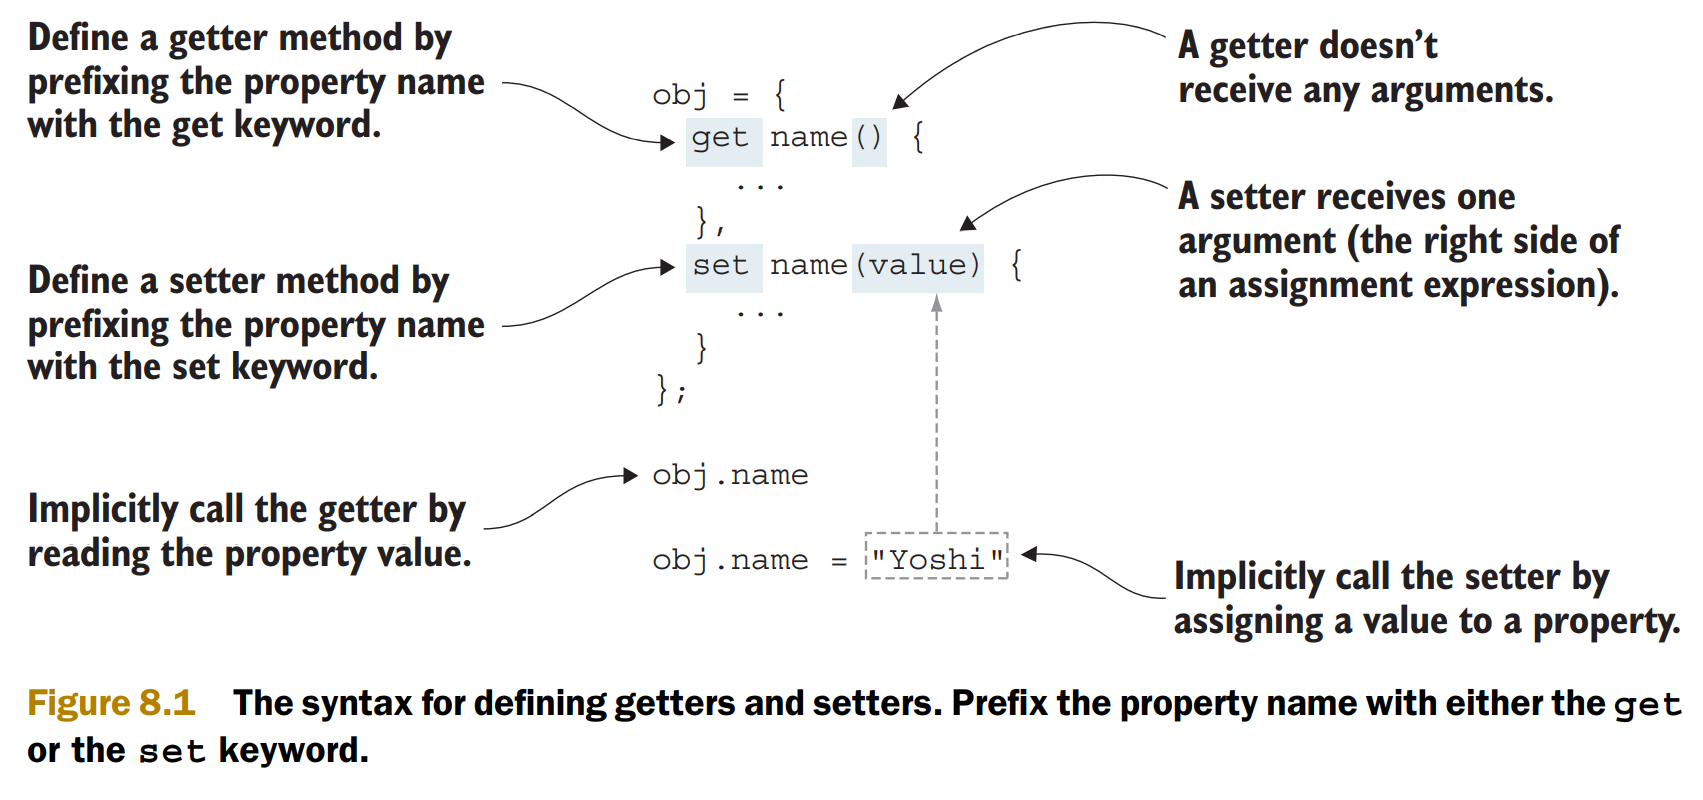 Define a getter method by
prefixing the property name
with the get keyword.
A getter doesn’t
receive any arguments.
obj = {
get name() {
...
},
set name(value) {
...
}
};
Define a setter method by
prefixing the property name
with the set keyword.
A setter receives one
argument (the right side of
an assignment expression).
Implicitly call the getter by
reading the property value.
obj.name
obj.name = "Yoshi"
Implicitly call the setter by
assigning a value to a property.
Figure 8.1 The syntax for defining getters and setters. Prefix the property name with either the get
or the set keyword.